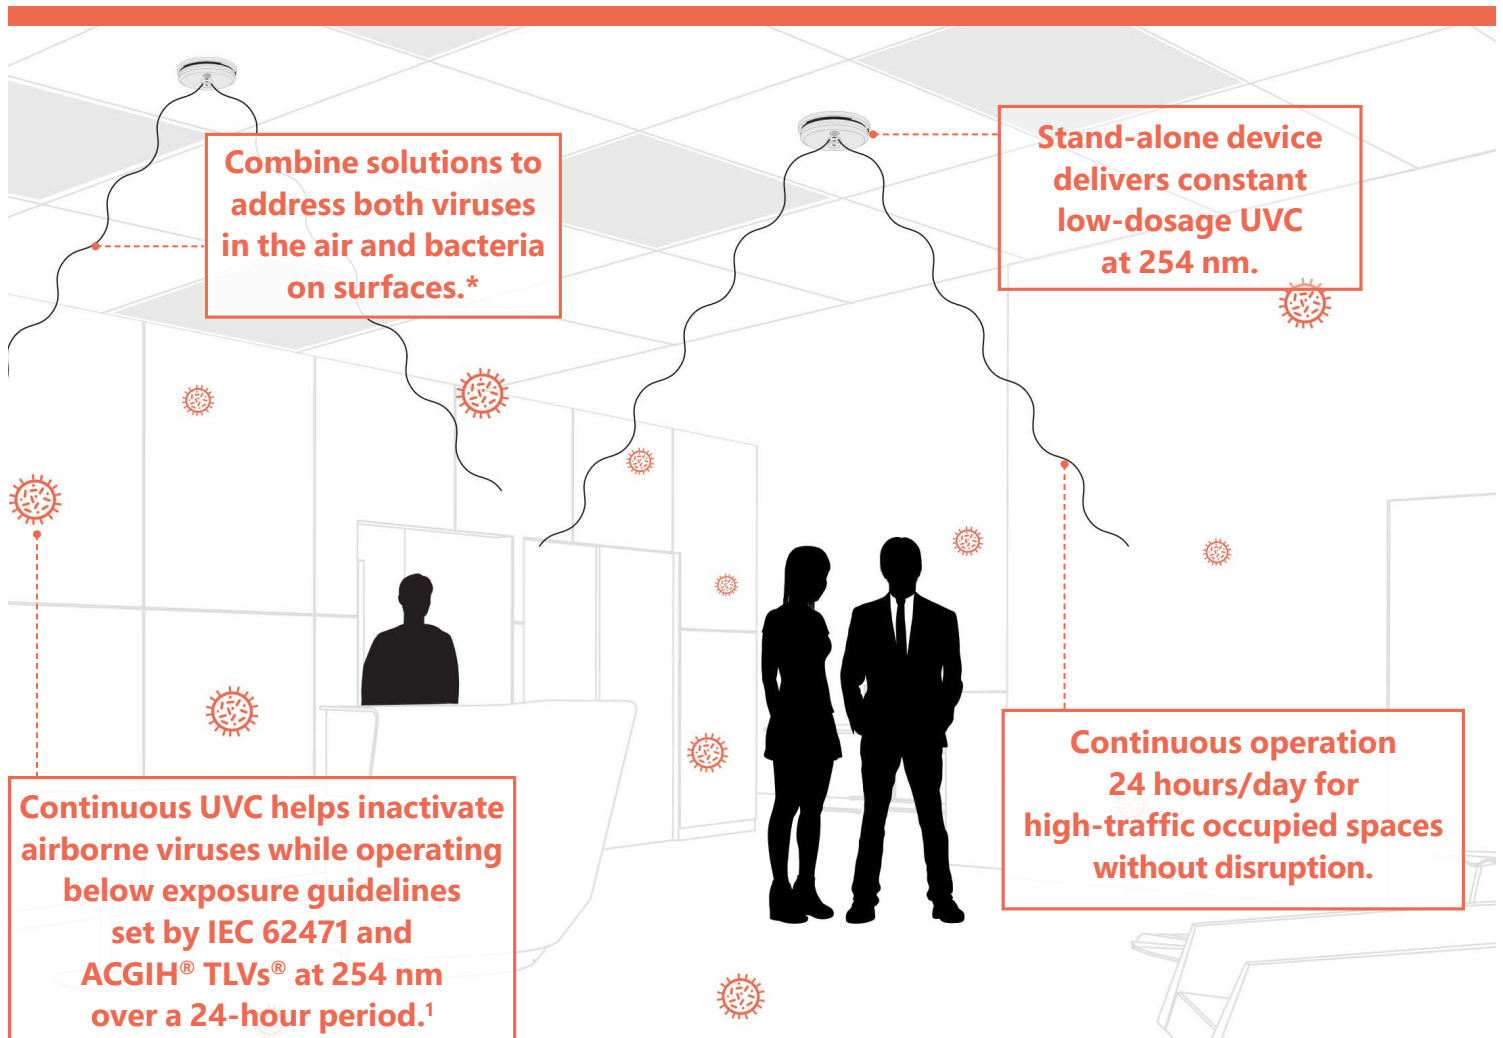 Combine solutions to
address both viruses
in the air and bacteria
on surfaces.*
Stand-alone device
delivers constant
low-dosage UVC
at 254 nm.
Continuous UVC helps inactivate
airborne viruses while operating
below exposure guidelines
set by IEC 62471 and
ACGIH® TLVs® at 254 nm
over a 24-hour period.¹
Continuous operation
24 hours/day for
high-traffic occupied spaces
without disruption.